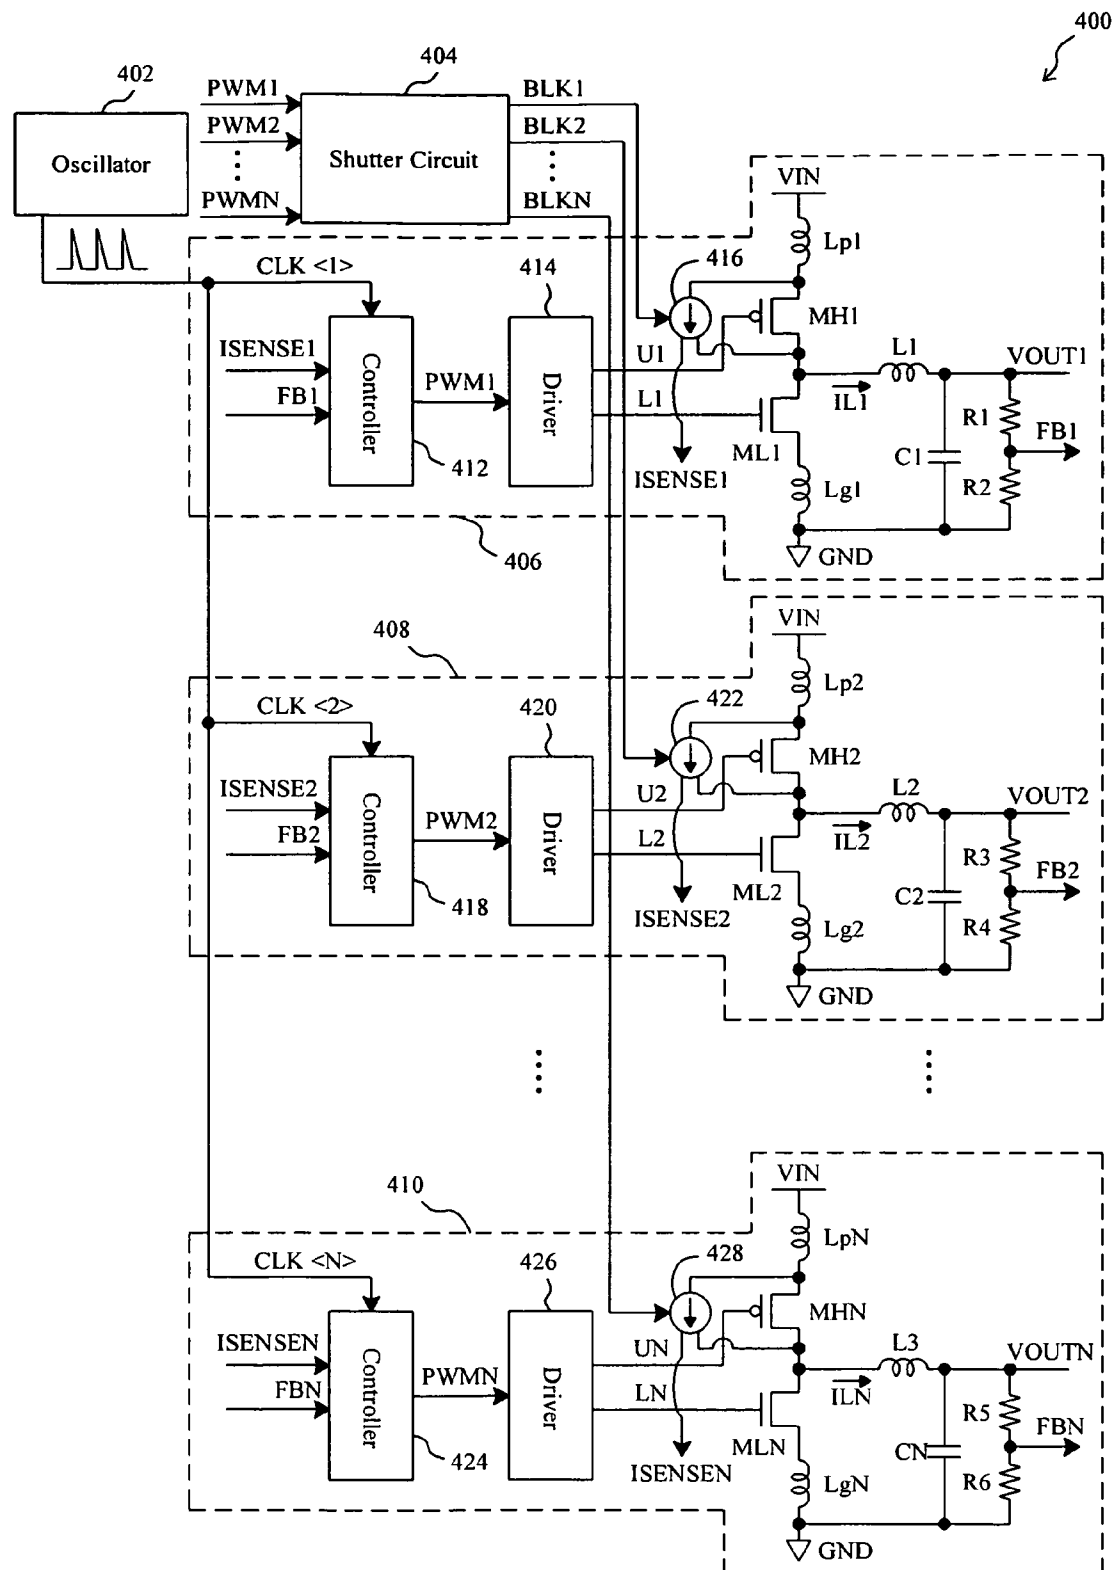 400
402
404
PWM1
BLK1
PWM2
BLK2
Oscillator
Shutter Circuit
PWMN
BLKN
VIN
Lp1
CLK <1>
414
416
MH1
ISENSE1
Controller
PWM1
Driver
U1
L1
VOUT1
FB1
L1
IL1
R1
FB1
412
ML1
C1
R2
ISENSE1
Lg1
406
GND
408
VIN
Lp2
CLK <2>
420
422
MH2
ISENSE2
Controller
PWM2
Driver
U2
L2
VOUT2
FB2
L2
IL2
R3
FB2
418
ML2
C2
R4
ISENSE2
Lg2
GND
410
VIN
LpN
CLK <N>
426
428
MHN
ISENSEN
Controller
PWMN
Driver
UN
L3
VOUTN
FBN
LN
ILN
R5
FBN
424
MLN
CN
R6
ISENSEN
LgN
GND